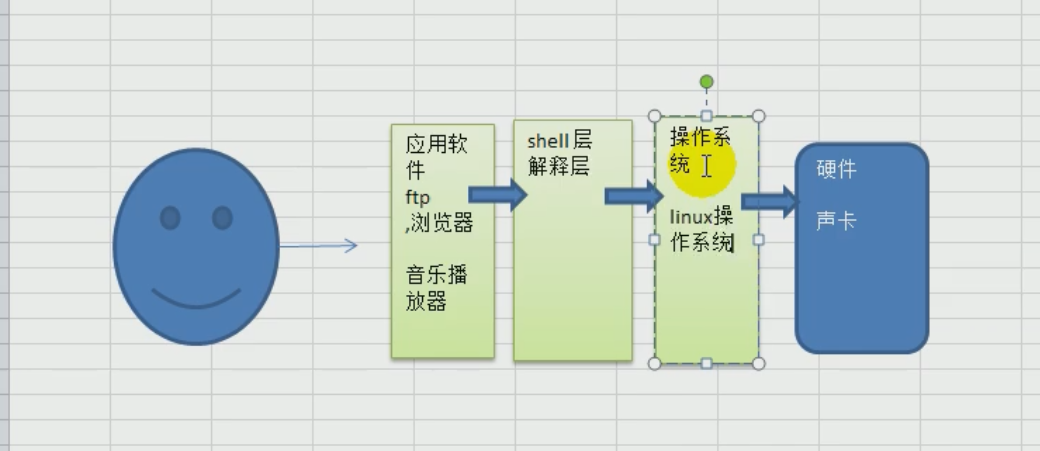 应用软
件
ftp
,浏览器
音乐播
放器
shell层
解释层
操作系
统
linux操
作系统
硬件
声卡